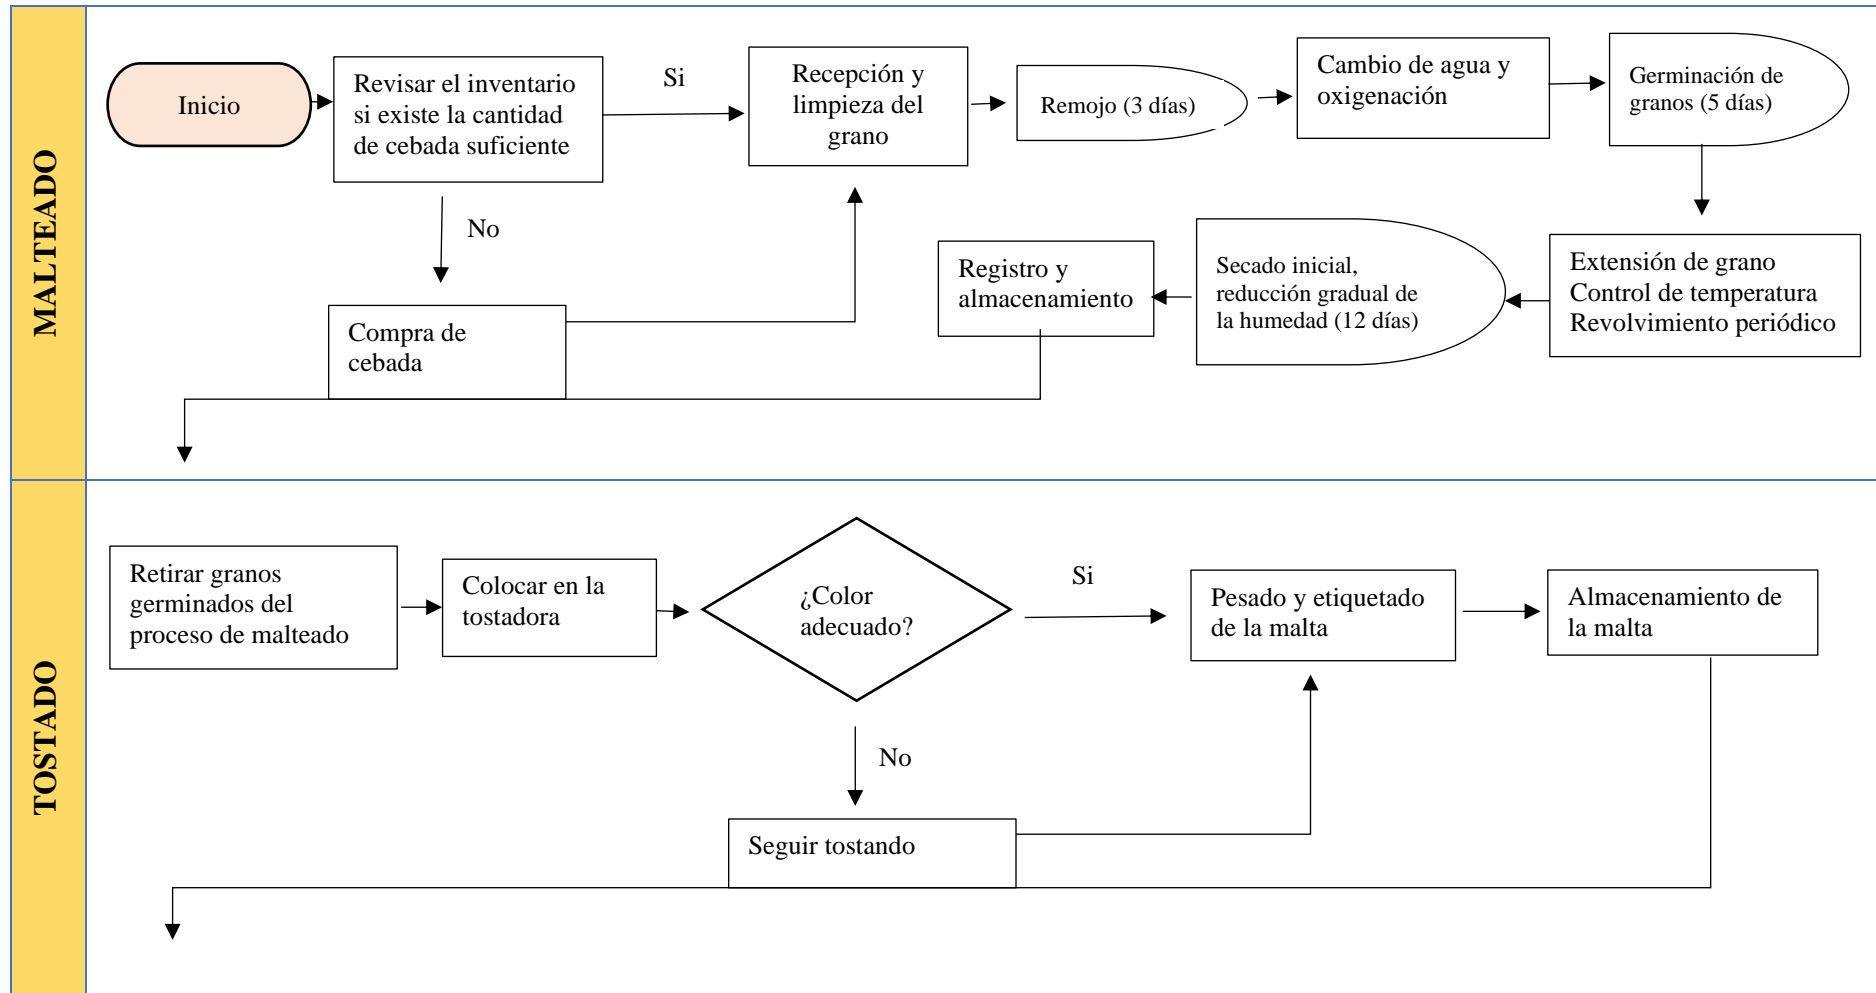 MALTEADO
Inicio
Revisar el inventario
si existe la cantidad
de cebada suficiente
Si
No
Compra de
cebada
Recepción y
limpieza del
grano
Remojo (3 días)
Cambio de agua y
oxigenación
Germinación de
granos (5 días)
Extensión de grano
Control de temperatura
Revolvimiento periódico
Secado inicial,
reducción gradual de
la humedad (12 días)
Registro y
almacenamiento
TOSTADO
Retirar granos
germinados del
proceso de malteado
Colocar en la
tostadora
¿Color
adecuado?
Si
No
Seguir tostando
Pesado y etiquetado
de la malta
Almacenamiento de
la malta